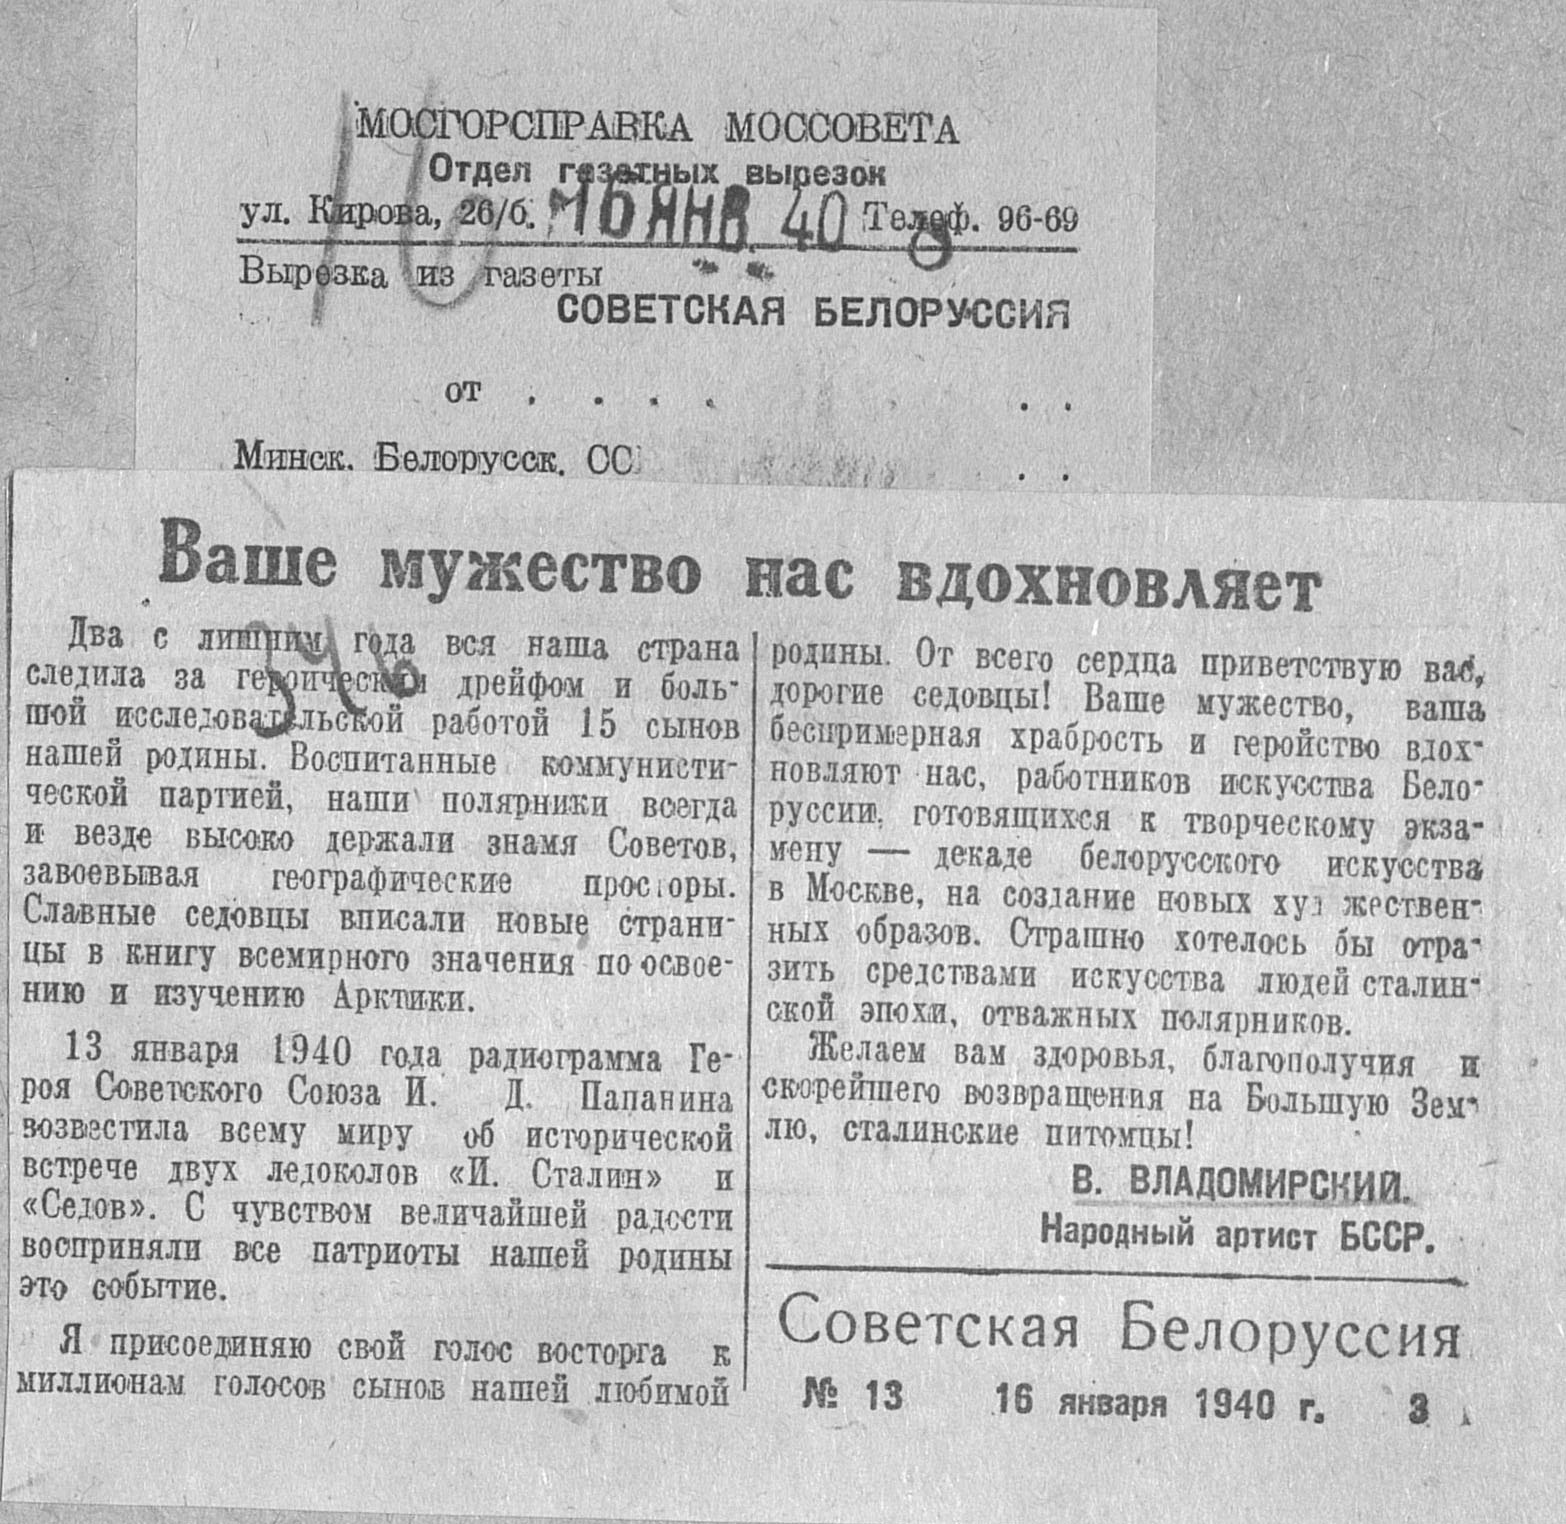 МОСГОРСПРАВКА МОССОВЕТА
Отдел газетных вырезок
ул. Кирова, 26/б. 16 ЯНВ. 40 Телеф. 96-69
Вырезка из газеты
СОВЕТСКАЯ БЕЛОРУССИЯ
от . . . . . .
Минск. Белорусск. СС . .
Ваше мужество нас вдохновляет
Два с лишним года вся наша страна
следила за героическим дрейфом и боль-
шой исследовательской работой 15 сынов
нашей родины. Воспитанные коммунисти-
ческой партией, наши полярники всегда
и везде высоко держали знамя Советов,
завоевывая географические просторы.
Славные седовцы вписали новые страни-
цы в книгу всемирного значения по освое-
нию и изучению Арктики.
13 января 1940 года радиограмма Ге-
роя Советского Союза И. Д. Папанина
возвестила всему миру об исторической
встрече двух ледоколов «И. Сталин» и
«Седов». С чувством величайшей радости
восприняли все патриоты нашей родины
это событие.
Я присоединяю свой голос восторга к
миллионам голосов сынов нашей любимой
родины. От всего сердца приветствую вас,
дорогие седовцы! Ваше мужество, ваша
беспримерная храбрость и геройство вдох-
новляют нас, работников искусства Бело-
руссии, готовящихся к творческому экза-
мену — декаде белорусского искусства
в Москве, на создание новых художествен-
ных образов. Страшно хотелось бы отра-
зить средствами искусства людей сталин-
ской эпохи, отважных полярников.
Желаем вам здоровья, благополучия и
скорейшего возвращения на Большую Зем-
лю, сталинские питомцы!
В. ВЛАДОМИРСКИЙ.
Народный артист БССР.
Советская Белоруссия
№ 13 16 января 1940 г. 3